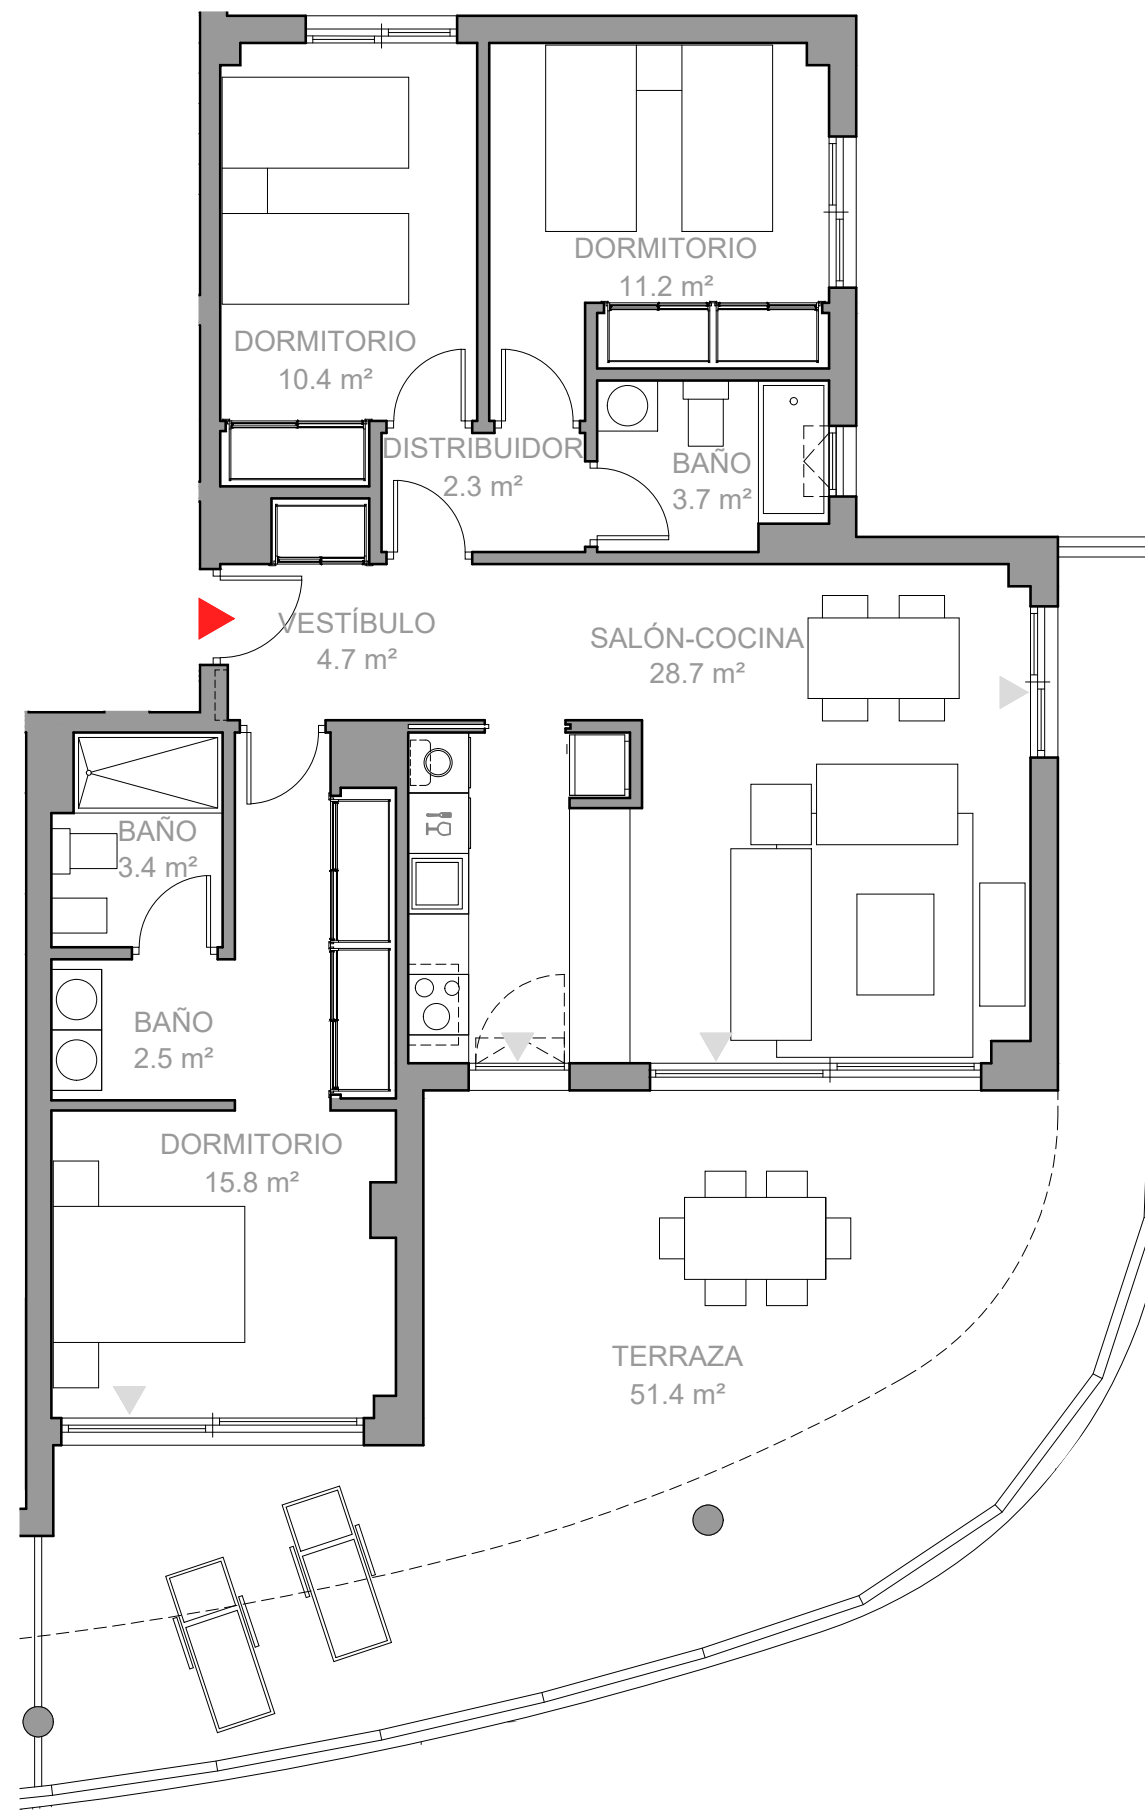 DORMITORIO
11.2 m²
DORMITORIO
10.4 m²
DISTRIBUIDOR
2.3 m²
BAÑO
3.7 m²
VESTÍBULO
4.7 m²
SALÓN-COCINA
28.7 m²
BAÑO
3.4 m²
BAÑO
2.5 m²
DORMITORIO
15.8 m²
TERRAZA
51.4 m²